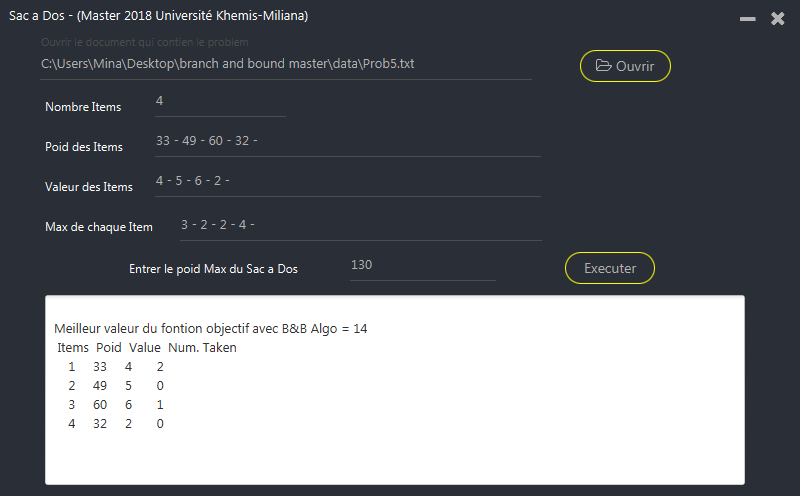 Sac a Dos - (Master 2018 Université Khemis-Miliana)
Ouvrir le document qui contien le problem
C:\Users\Mina\Desktop\branch and bound master\data\Prob5.txt
Ouvrir
Nombre Items 4
Poid des Items 33 - 49 - 60 - 32 -
Valeur des Items 4 - 5 - 6 - 2 -
Max de chaque Item 3 - 2 - 2 - 4 -
Entrer le poid Max du Sac a Dos 130
Executer
Meilleur valeur du fontion objectif avec B&B Algo = 14
Items Poid Value Num. Taken
1 33 4 2
2 49 5 0
3 60 6 1
4 32 2 0